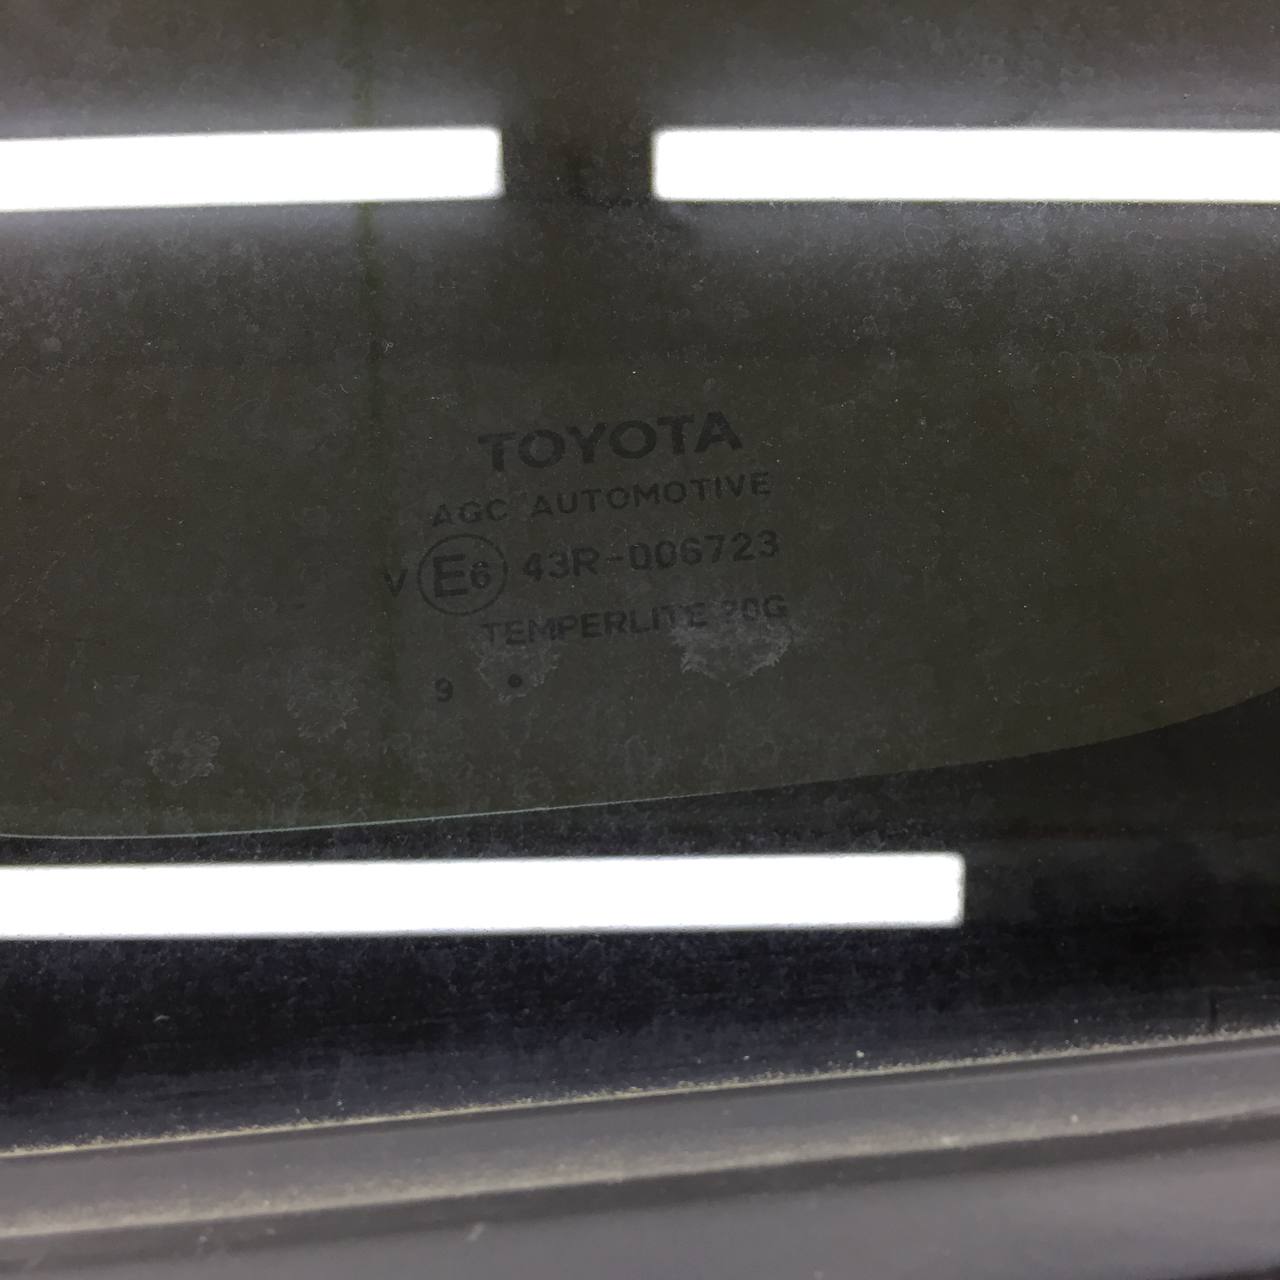 TOYOTA
AGC AUTOMOTIVE
V E6 43R-006723
TEMPERLITE 20G
9 •